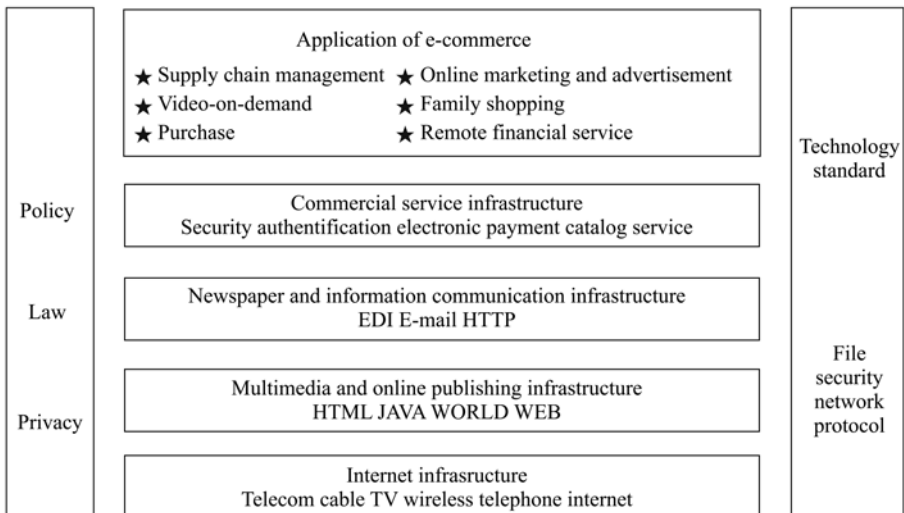 Policy
Law
Privacy
Application of e-commerce
★ Supply chain management ★ Online marketing and advertisement
★ Video-on-demand ★ Family shopping
★ Purchase ★ Remote financial service
Commercial service infrastructure
Security authentification electronic payment catalog service
Newspaper and information communication infrastructure
EDI E-mail HTTP
Multimedia and online publishing infrastructure
HTML JAVA WORLD WEB
Internet infrasructure
Telecom cable TV wireless telephone internet
Technology
standard
File
security
network
protocol